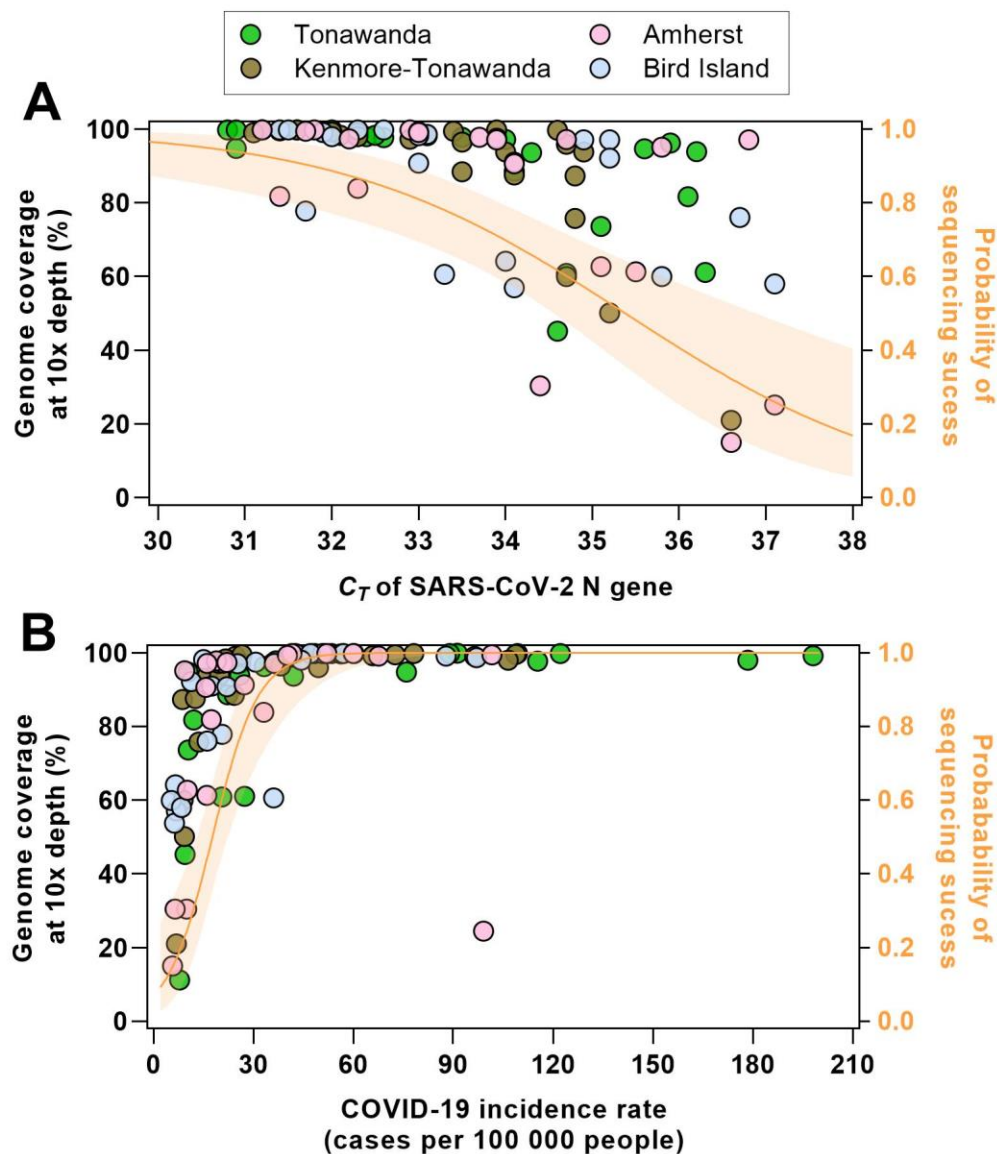 Tonawanda
Amherst
Kenmore-Tonawanda
Bird Island
A
100
80
60
40
20
0
Genome coverage
at 10x depth (%)
1.0
0.8
0.6
0.4
0.2
0.0
Probability of
sequencing sucess
30 31 32 33 34 35 36 37 38
C_T of SARS-CoV-2 N gene
B
100
80
60
40
20
0
Genome coverage
at 10x depth (%)
1.0
0.8
0.6
0.4
0.2
0.0
Probabability of
sequencing sucess
0 30 60 90 120 150 180 210
COVID-19 incidence rate
(cases per 100 000 people)